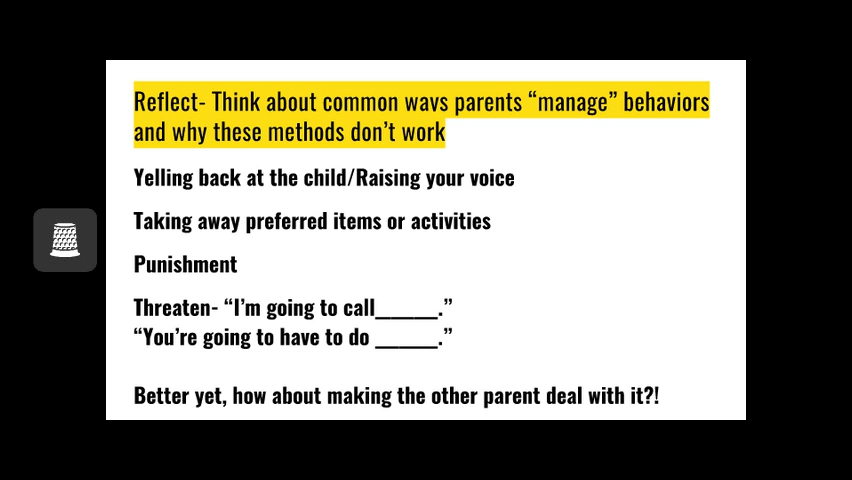 Reflect- Think about common ways parents “manage” behaviors
and why these methods don’t work
Yelling back at the child/Raising your voice
Taking away preferred items or activities
Punishment
Threaten- “I’m going to call______.”
“You’re going to have to do ______.”
Better yet, how about making the other parent deal with it?!